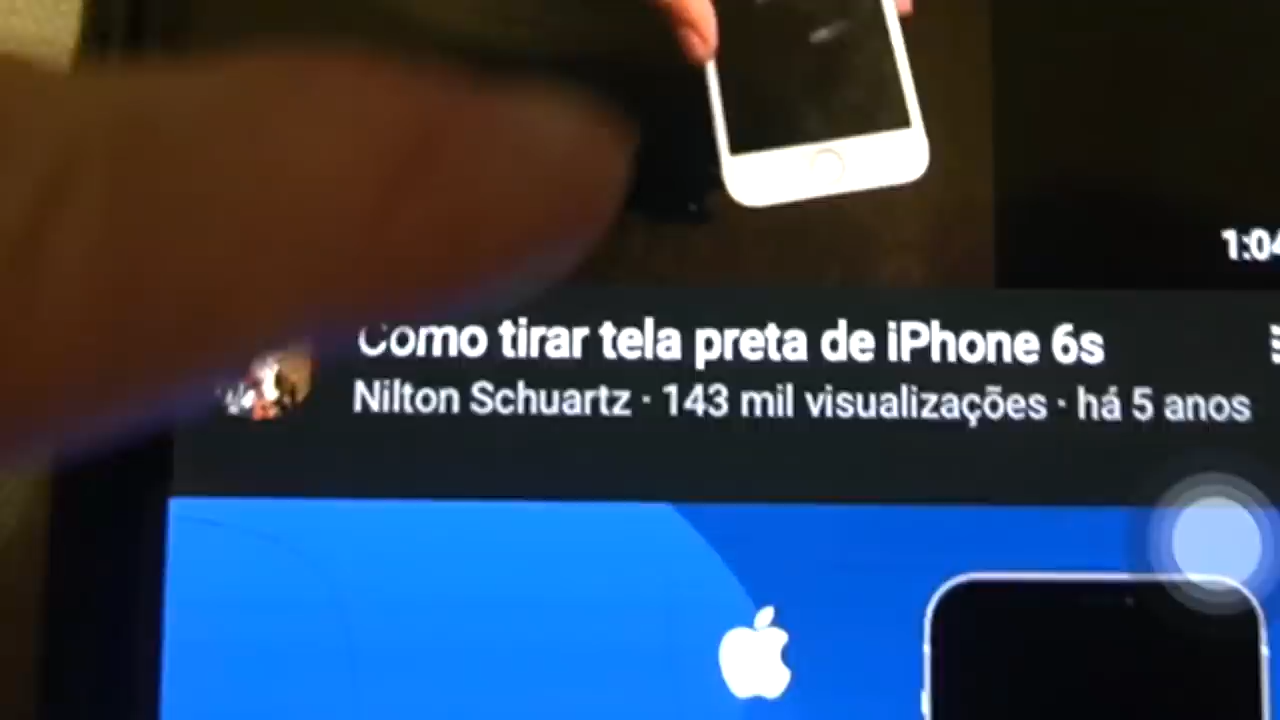 1:04
Como tirar tela preta de iPhone 6s
Nilton Schuartz · 143 mil visualizações · há 5 anos